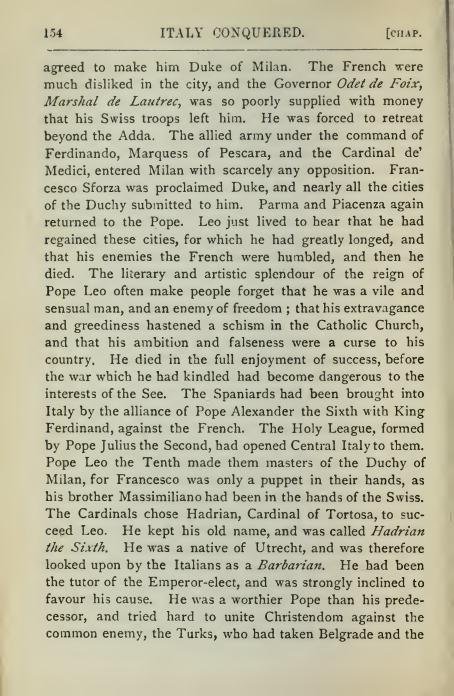 154 ITALY CONQUERED. [CHAP.
agreed to make him Duke of Milan. The French were
much disliked in the city, and the Governor Odet de Foix,
Marshal de Lautrec, was so poorly supplied with money
that his Swiss troops left him. He was forced to retreat
beyond the Adda. The allied army under the command of
Ferdinando, Marquess of Pescara, and the Cardinal de'
Medici, entered Milan with scarcely any opposition. Fran-
cesco Sforza was proclaimed Duke, and nearly all the cities
of the Duchy submitted to him. Parma and Piacenza again
returned to the Pope. Leo just lived to hear that he had
regained these cities, for which he had greatly longed, and
that his enemies the French were humbled, and then he
died. The literary and artistic splendour of the reign of
Pope Leo often make people forget that he was a vile and
sensual man, and an enemy of freedom ; that his extravagance
and greediness hastened a schism in the Catholic Church,
and that his ambition and falseness were a curse to his
country. He died in the full enjoyment of success, before
the war which he had kindled had become dangerous to the
interests of the See. The Spaniards had been brought into
Italy by the alliance of Pope Alexander the Sixth with King
Ferdinand, against the French. The Holy League, formed
by Pope Julius the Second, had opened Central Italy to them.
Pope Leo the Tenth made them masters of the Duchy of
Milan, for Francesco was only a puppet in their hands, as
his brother Massimiliano had been in the hands of the Swiss.
The Cardinals chose Hadrian, Cardinal of Tortosa, to suc-
ceed Leo. He kept his old name, and was called Hadrian
the Sixth. He was a native of Utrecht, and was therefore
looked upon by the Italians as a Barbarian. He had been
the tutor of the Emperor-elect, and was strongly inclined to
favour his cause. He was a worthier Pope than his prede-
cessor, and tried hard to unite Christendom against the
common enemy, the Turks, who had taken Belgrade and the